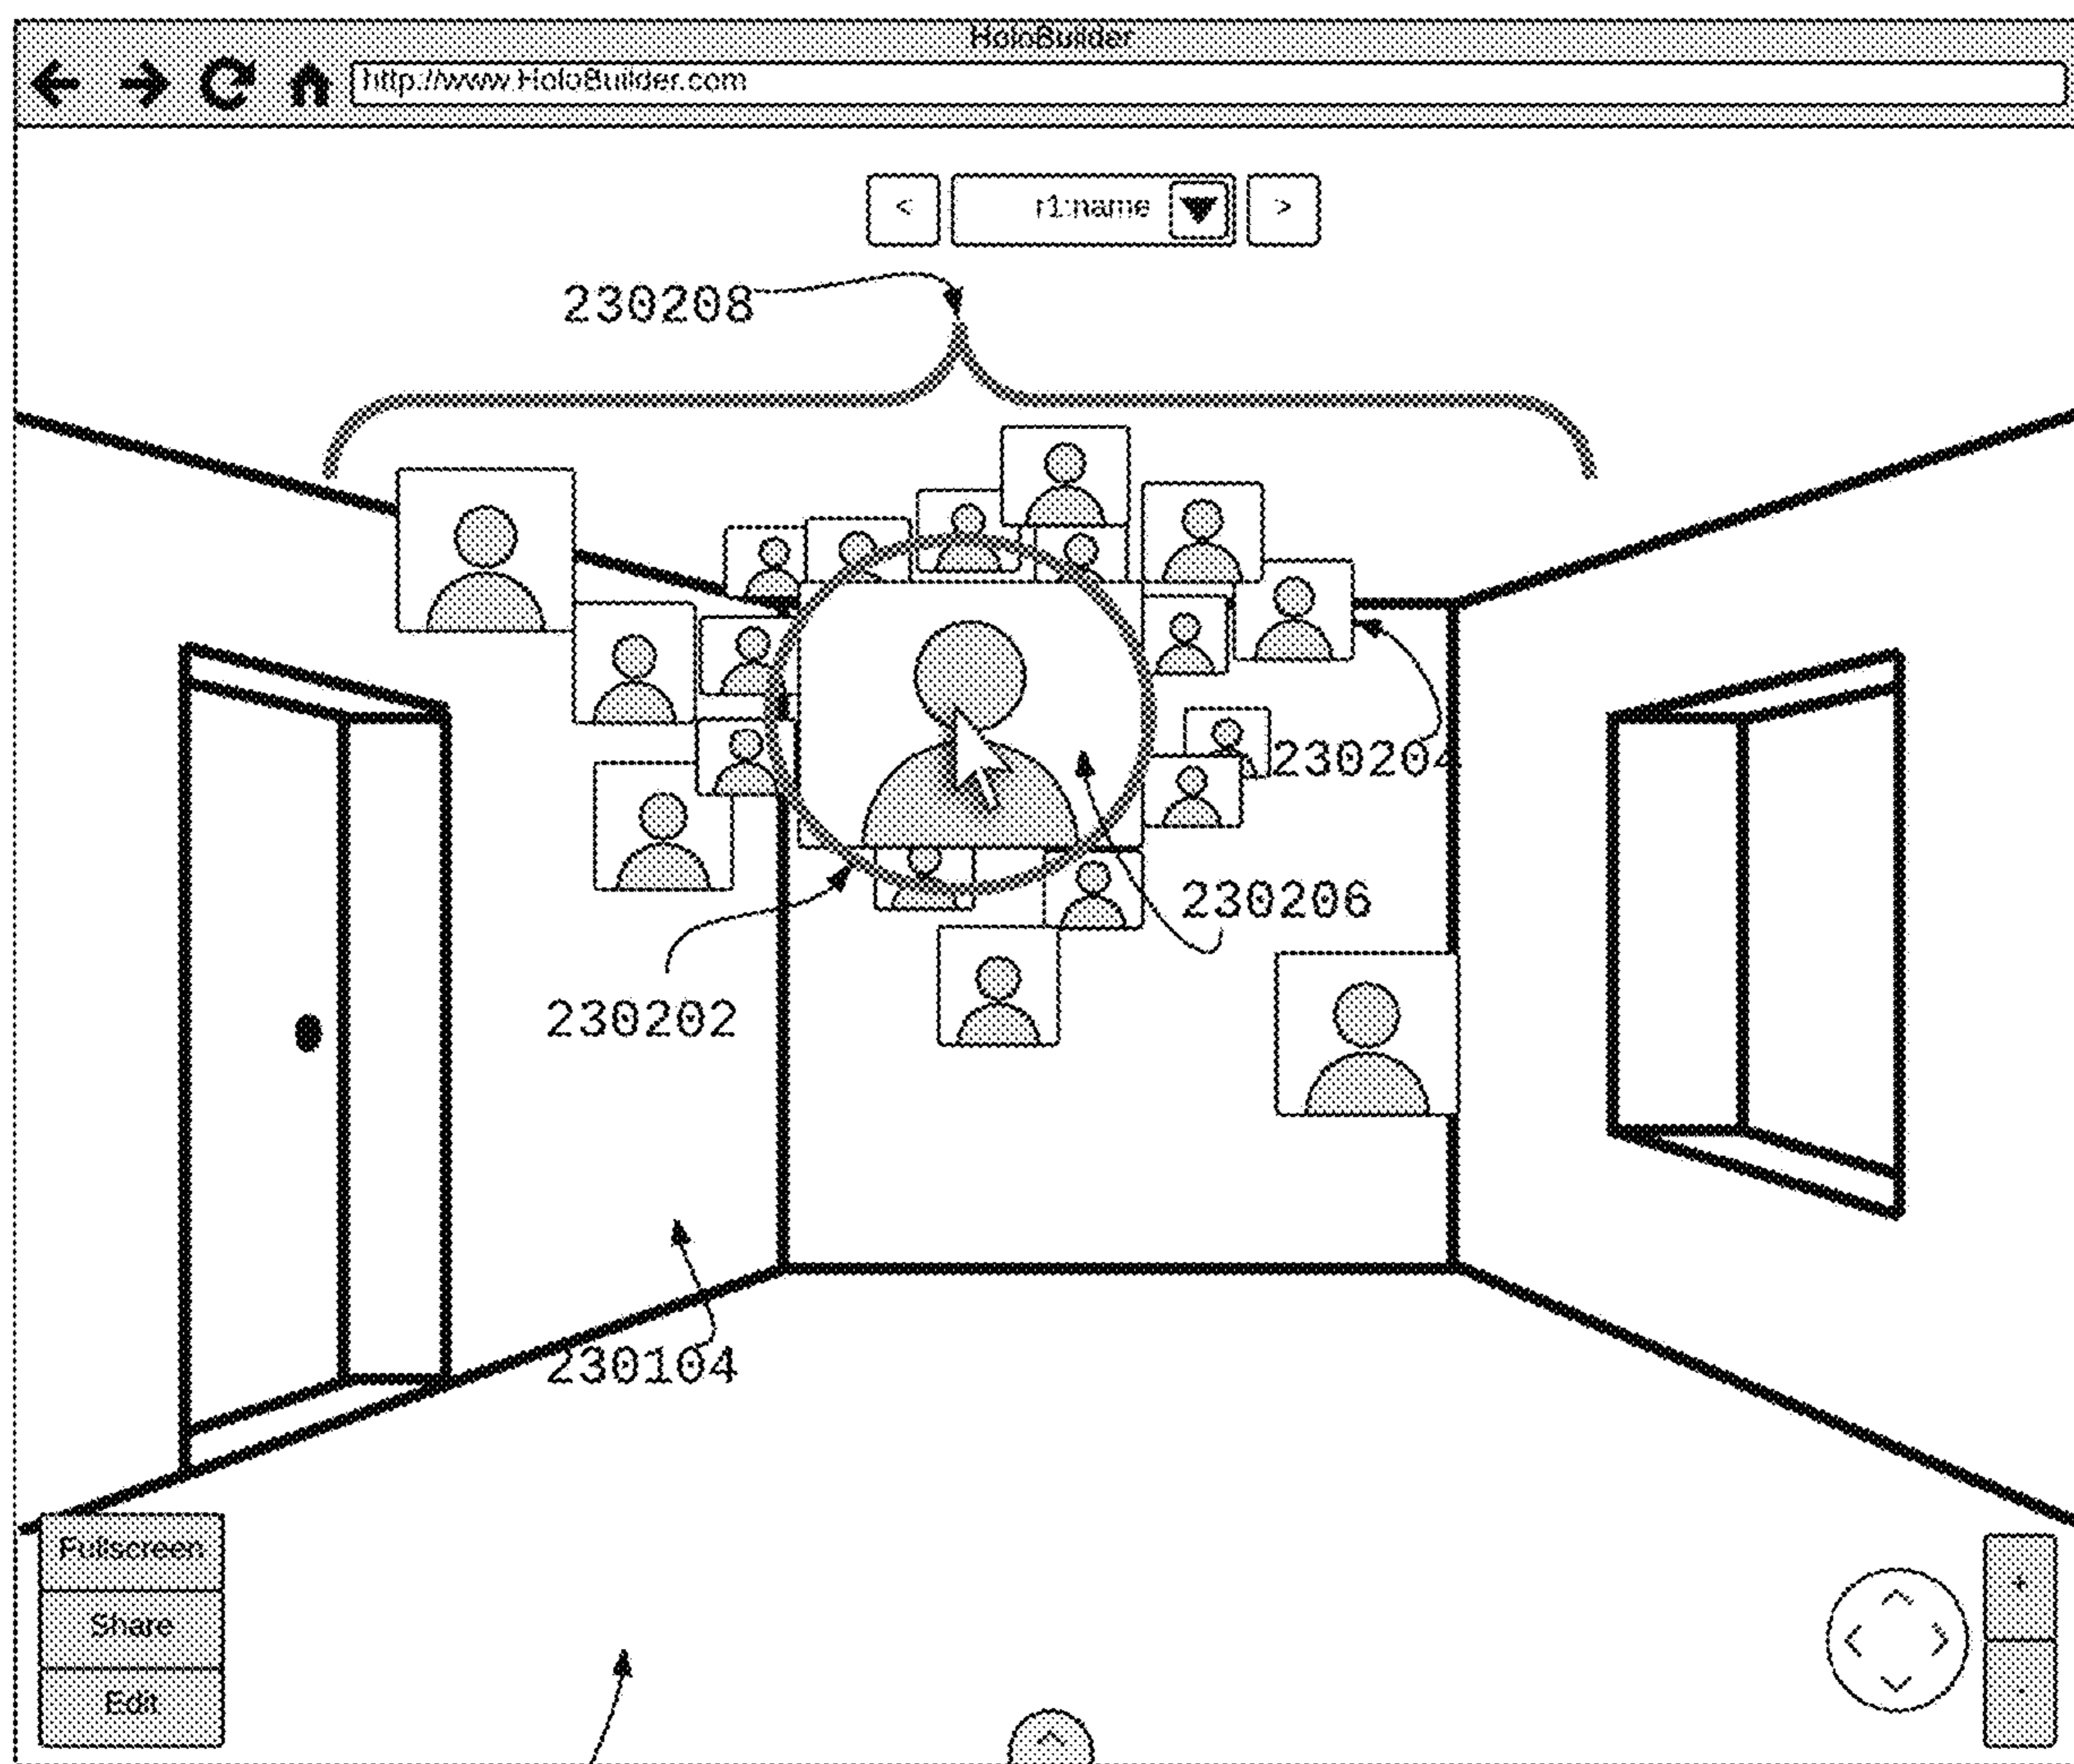 HoloBuilder
http://www.HoloBuilder.com
< r1:name >
230208
230204
230206
230202
230104
Fullscreen
Share
Edit
+
-